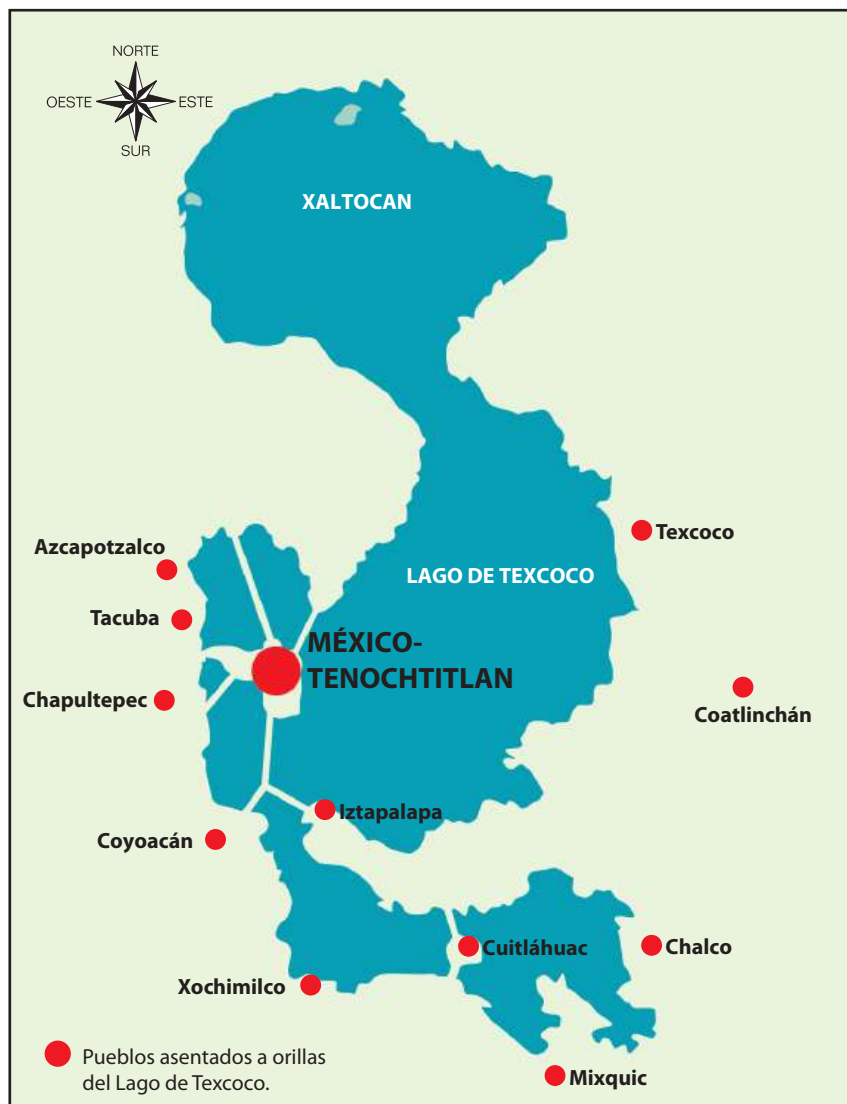 NORTE
OESTE ESTE
SUR
XALTOCAN
Azcapotzalco
Texcoco
LAGO DE TEXCOCO
Tacuba
MÉXICO-
TENOCHTITLAN
Chapultepec
Coatlinchán
Iztapalapa
Coyoacán
Cuitláhuac
Chalco
Xochimilco
Pueblos asentados a orillas
del Lago de Texcoco.
Mixquic